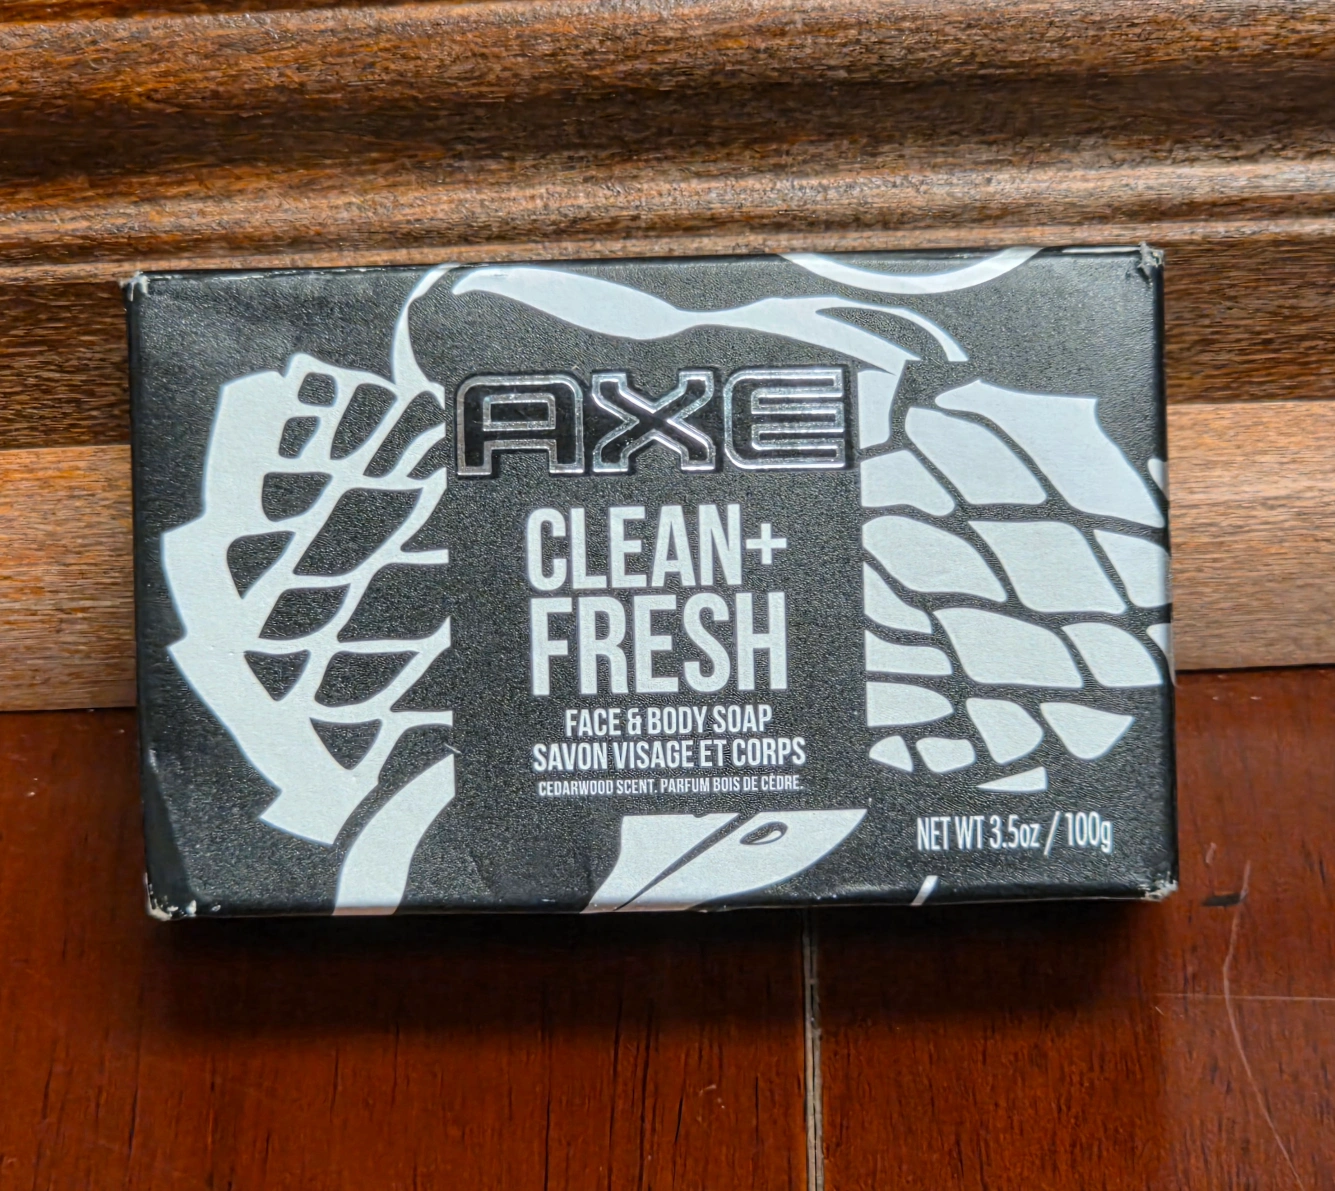 AXE
CLEAN+
FRESH
FACE & BODY SOAP
SAVON VISAGE ET CORPS
CEDARWOOD SCENT. PARFUM BOIS DE CÈDRE.
NET WT 3.5oz / 100g